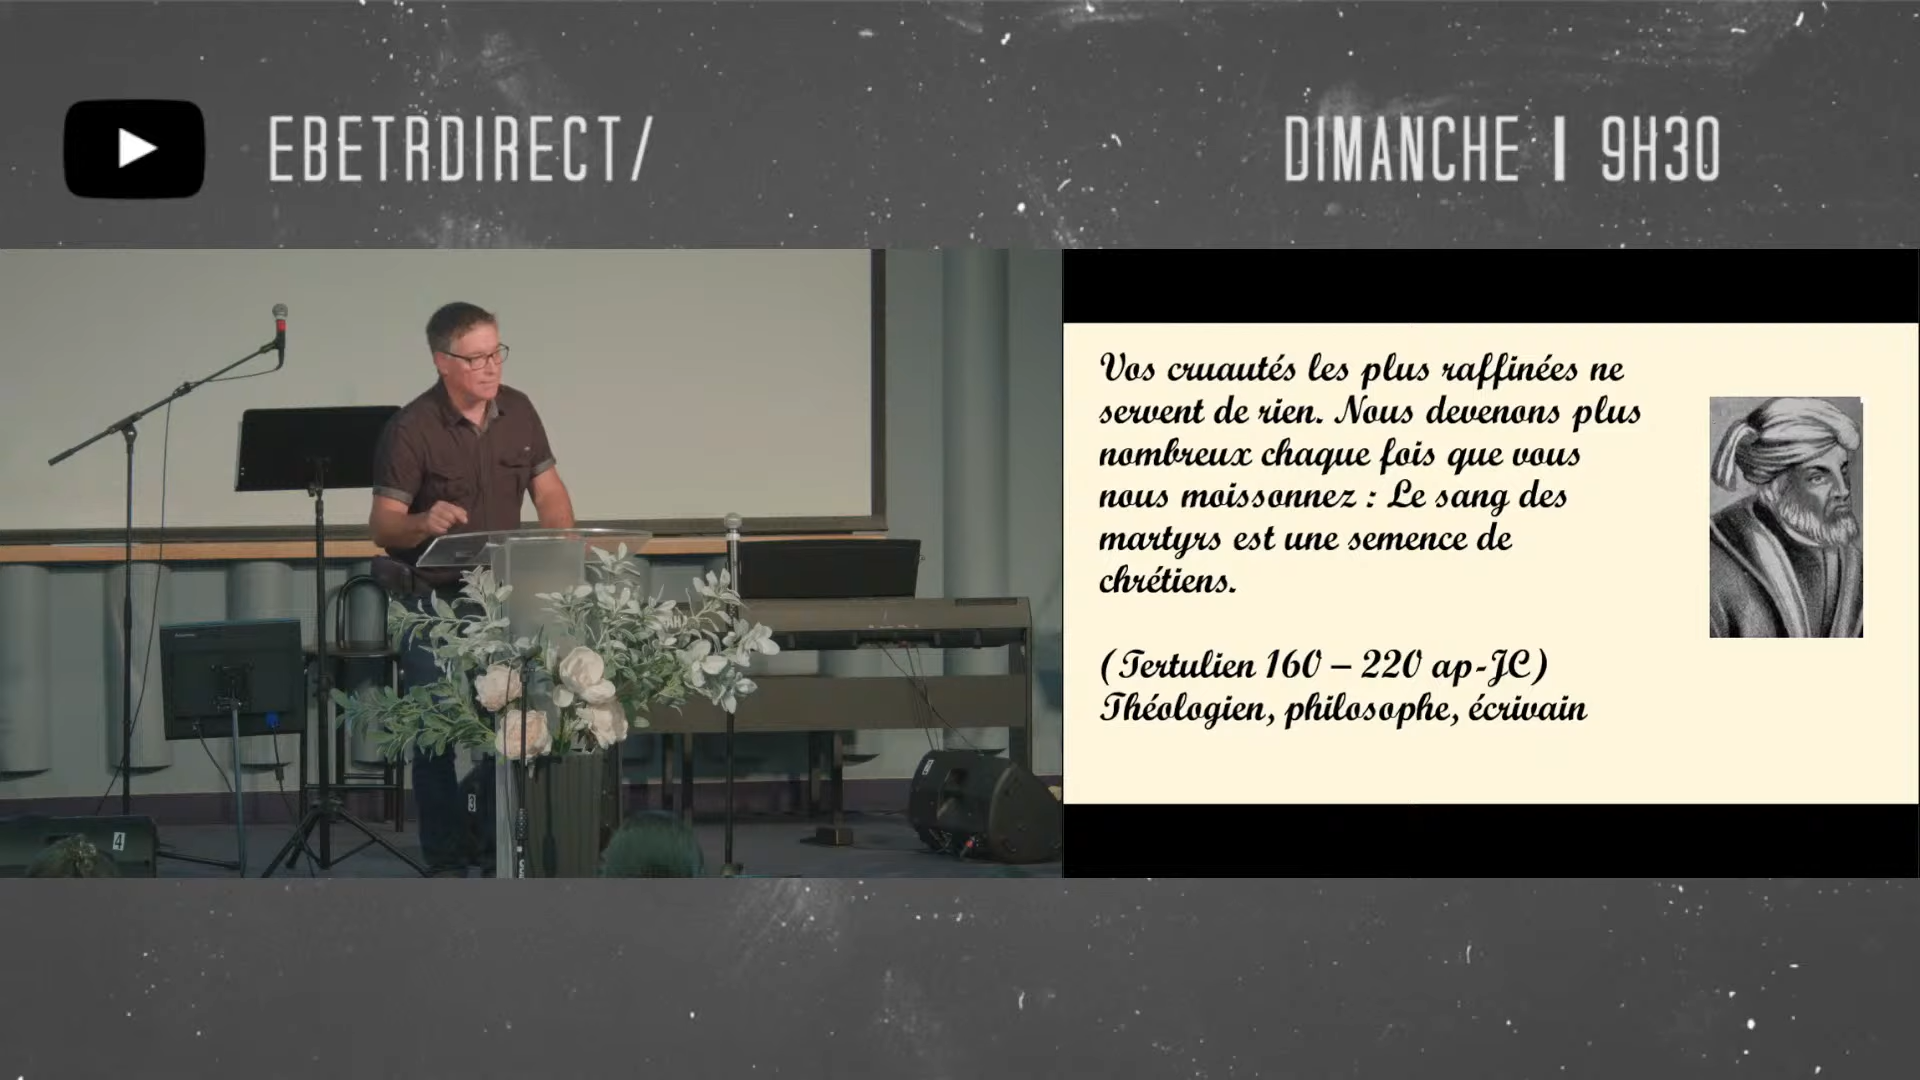 EBETRDIRECT/
DIMANCHE | 9H30
Vos cruautés les plus raffinées ne
servent de rien. Nous devenons plus
nombreux chaque fois que vous
nous moissonnez : Le sang des
martyrs est une semence de
chrétiens.
(Tertulien 160 – 220 ap-JC)
Théologien, philosophe, écrivain
4
3